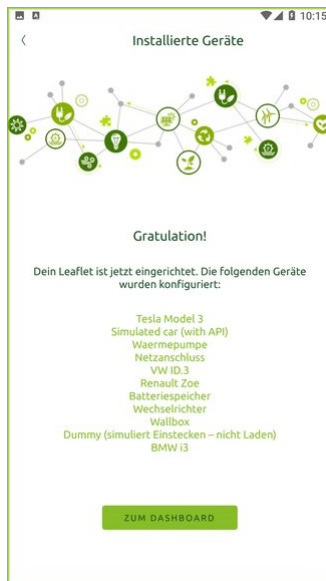 10:15
Installierte Geräte
Gratulation!
Dein Leaflet ist jetzt eingerichtet. Die folgenden Geräte
wurden konfiguriert:
Tesla Model 3
Simulated car (with API)
Waermepumpe
Netzanschluss
VW ID.3
Renault Zoe
Batteriespeicher
Wechselrichter
Wallbox
Dummy (simuliert Einstecken – nicht Laden)
BMW i3
ZUM DASHBOARD